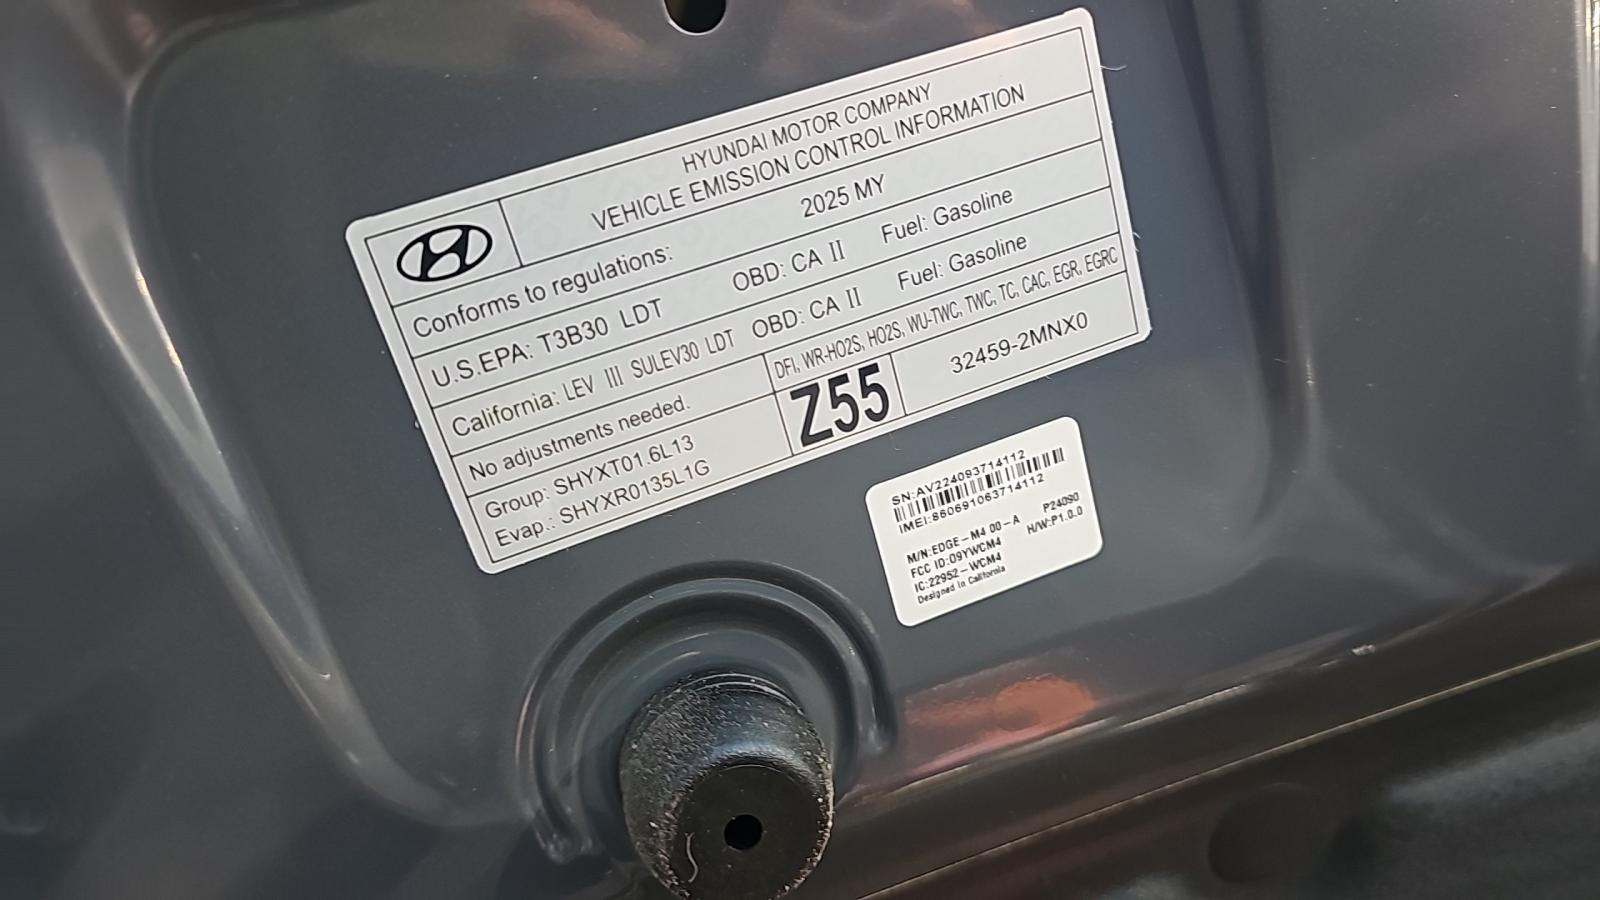 HYUNDAI MOTOR COMPANY
VEHICLE EMISSION CONTROL INFORMATION
Conforms to regulations: 2025 MY
U.S.EPA: T3B30 LDT OBD: CA II Fuel: Gasoline
California: LEV III SULEV30 LDT OBD: CA II Fuel: Gasoline
No adjustments needed. DFI, WR-HO2S, HO2S, WU-TWC, TWC, TC, CAC, EGR, EGRC
Group: SHYXT01.6L13
Evap.: SHYXR0135L1G
Z55
32459-2MNX0
SN:AV224093714112
IMEI:860691063714112
P24090
M/N:EDGE-M4 00-A H/W:P1.0.0
FCC ID:O9YWCM4
IC:22952-WCM4
Designed in California